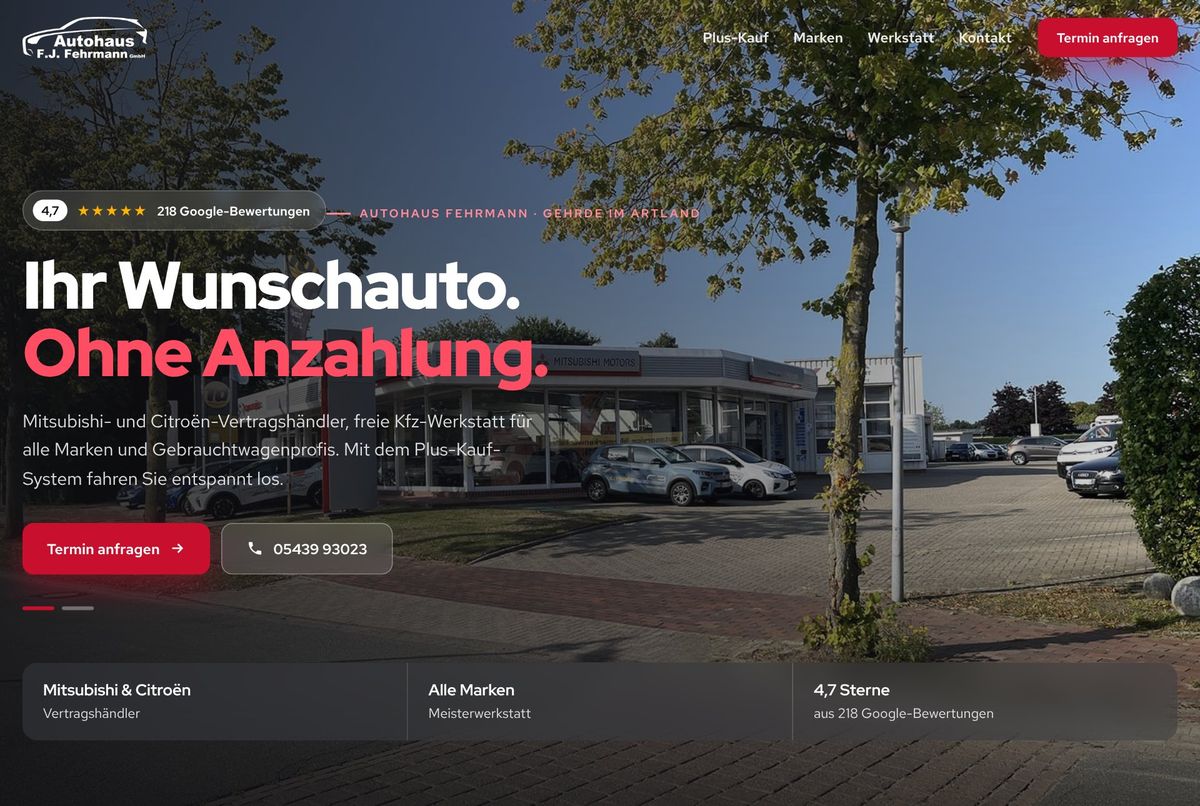 Autohaus
F.J. Fehrmann GmbH
Plus-Kauf
Marken
Werkstatt
Kontakt
Termin anfragen
4,7 ★★★★★ 218 Google-Bewertungen
AUTOHAUS FEHRMANN · GEHRDE IM ARTLAND
Ihr Wunschauto.
Ohne Anzahlung.
MITSUBISHI MOTORS
Mitsubishi- und Citroën-Vertragshändler, freie Kfz-Werkstatt für
alle Marken und Gebrauchtwagenprofis. Mit dem Plus-Kauf-
System fahren Sie entspannt los.
Termin anfragen →
05439 93023
Mitsubishi & Citroën
Vertragshändler
Alle Marken
Meisterwerkstatt
4,7 Sterne
aus 218 Google-Bewertungen